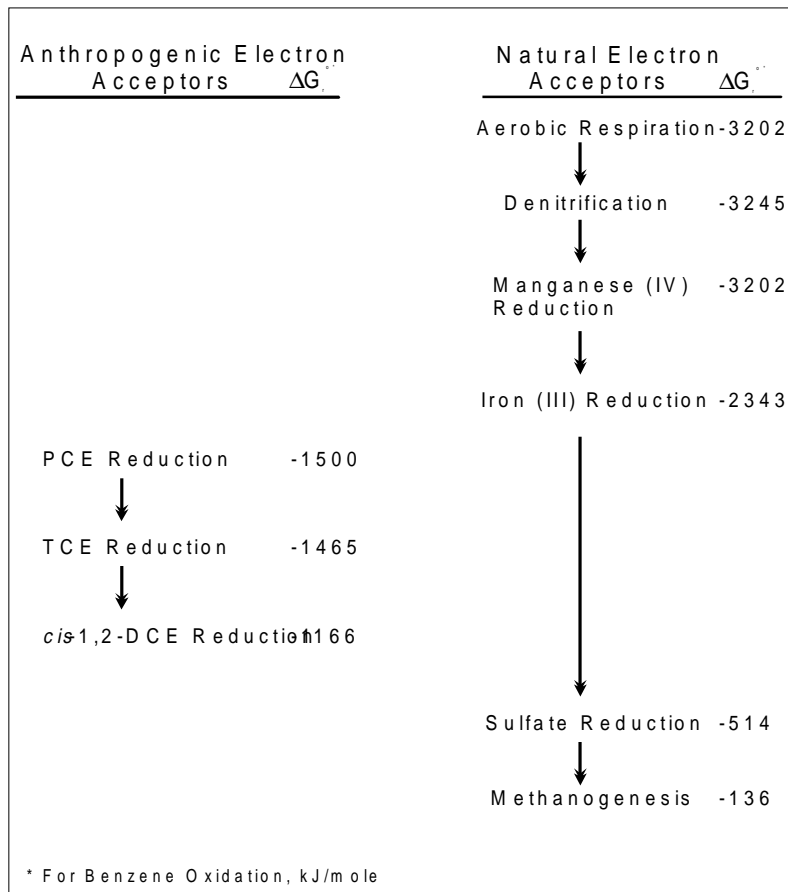 Anthropogenic Electron
Acceptors ΔG°'r
PCE Reduction -1500
TCE Reduction -1465
cis-1,2-DCE Reduction -1166
Natural Electron
Acceptors ΔG°'r
Aerobic Respiration -3202
Denitrification -3245
Manganese (IV) -3202
Reduction
Iron (III) Reduction -2343
Sulfate Reduction -514
Methanogenesis -136
* For Benzene Oxidation, kJ/mole